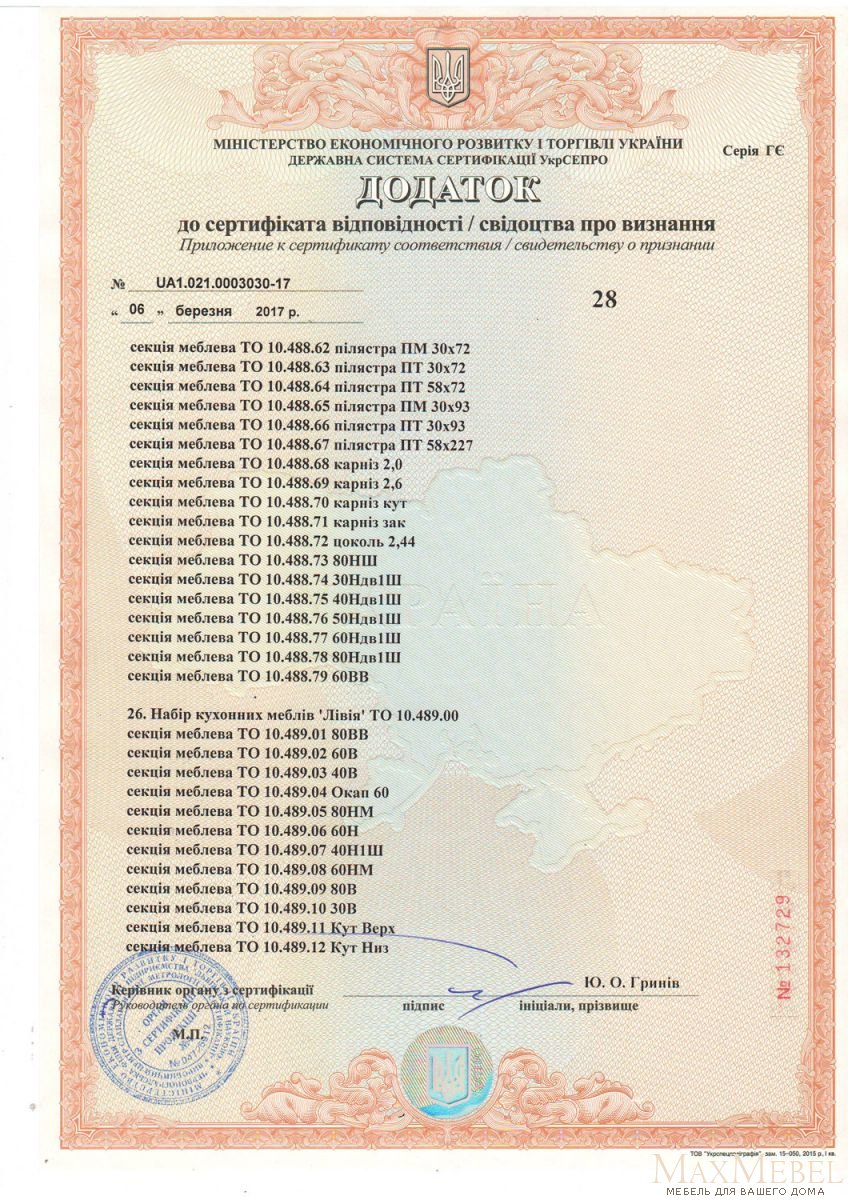 МІНІСТЕРСТВО ЕКОНОМІЧНОГО РОЗВИТКУ І ТОРГІВЛІ УКРАЇНИ
ДЕРЖАВНА СИСТЕМА СЕРТИФІКАЦІЇ УкрСЕПРО
Серія ГЄ
ДОДАТОК
до сертифіката відповідності / свідоцтва про визнання
Приложение к сертификату соответствия / свидетельству о признании
№ UA1.021.0003030-17
28
“ 06 ” березня 2017 р.
секція меблева ТО 10.488.62 пілястра ПМ 30х72
секція меблева ТО 10.488.63 пілястра ПТ 30х72
секція меблева ТО 10.488.64 пілястра ПТ 58х72
секція меблева ТО 10.488.65 пілястра ПМ 30х93
секція меблева ТО 10.488.66 пілястра ПТ 30х93
секція меблева ТО 10.488.67 пілястра ПТ 58х227
секція меблева ТО 10.488.68 карніз 2,0
секція меблева ТО 10.488.69 карніз 2,6
секція меблева ТО 10.488.70 карніз кут
секція меблева ТО 10.488.71 карніз зак
секція меблева ТО 10.488.72 цоколь 2,44
секція меблева ТО 10.488.73 80НШ
секція меблева ТО 10.488.74 30Ндв1Ш
секція меблева ТО 10.488.75 40Ндв1Ш
секція меблева ТО 10.488.76 50Ндв1Ш
секція меблева ТО 10.488.77 60Ндв1Ш
секція меблева ТО 10.488.78 80Ндв1Ш
секція меблева ТО 10.488.79 60ВВ
УКРАЇНА
26. Набір кухонних меблів 'Лівія' ТО 10.489.00
секція меблева ТО 10.489.01 80ВВ
секція меблева ТО 10.489.02 60В
секція меблева ТО 10.489.03 40В
секція меблева ТО 10.489.04 Окап 60
секція меблева ТО 10.489.05 80НМ
секція меблева ТО 10.489.06 60Н
секція меблева ТО 10.489.07 40Н1Ш
секція меблева ТО 10.489.08 60НМ
секція меблева ТО 10.489.09 80В
секція меблева ТО 10.489.10 30В
секція меблева ТО 10.489.11 Кут Верх
секція меблева ТО 10.489.12 Кут Низ
№132729
Керівник органу з сертифікації
Руководитель органа по сертификации
Ю. О. Гринів
підпис
ініціали, прізвище
М.П.
ОРГАН
З СЕРТИФІКАЦІЇ
ПРОДУКЦІЇ
ТОВ "Укрспецполіграфія", зам. 15–050, 2015 р., І кв.
MAXMEBEL
МЕБЕЛЬ ДЛЯ ВАШЕГО ДОМА